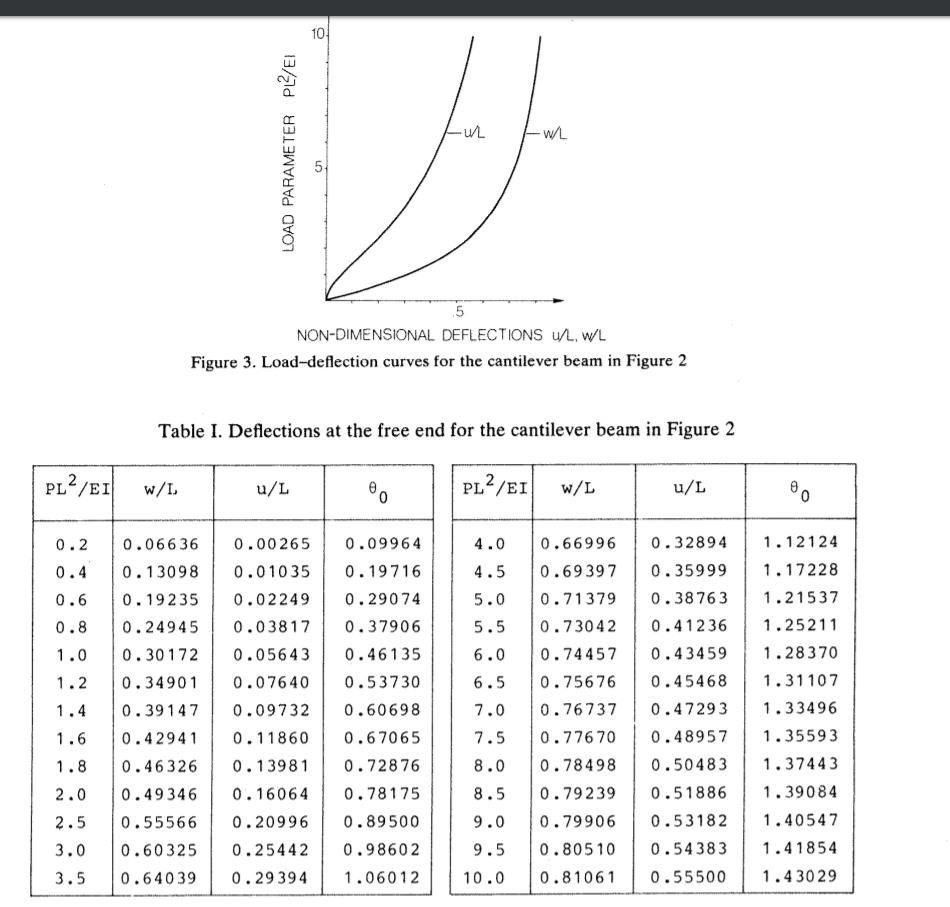 10
LOAD PARAMETER PL²/EI
u/L
w/L
5
.5
NON-DIMENSIONAL DEFLECTIONS u/L, w/L
Figure 3. Load–deflection curves for the cantilever beam in Figure 2
Table I. Deflections at the free end for the cantilever beam in Figure 2
PL²/EI w/L u/L θ₀ PL²/EI w/L u/L θ₀
0.2 0.06636 0.00265 0.09964 4.0 0.66996 0.32894 1.12124
0.4 0.13098 0.01035 0.19716 4.5 0.69397 0.35999 1.17228
0.6 0.19235 0.02249 0.29074 5.0 0.71379 0.38763 1.21537
0.8 0.24945 0.03817 0.37906 5.5 0.73042 0.41236 1.25211
1.0 0.30172 0.05643 0.46135 6.0 0.74457 0.43459 1.28370
1.2 0.34901 0.07640 0.53730 6.5 0.75676 0.45468 1.31107
1.4 0.39147 0.09732 0.60698 7.0 0.76737 0.47293 1.33496
1.6 0.42941 0.11860 0.67065 7.5 0.77670 0.48957 1.35593
1.8 0.46326 0.13981 0.72876 8.0 0.78498 0.50483 1.37443
2.0 0.49346 0.16064 0.78175 8.5 0.79239 0.51886 1.39084
2.5 0.55566 0.20996 0.89500 9.0 0.79906 0.53182 1.40547
3.0 0.60325 0.25442 0.98602 9.5 0.80510 0.54383 1.41854
3.5 0.64039 0.29394 1.06012 10.0 0.81061 0.55500 1.43029